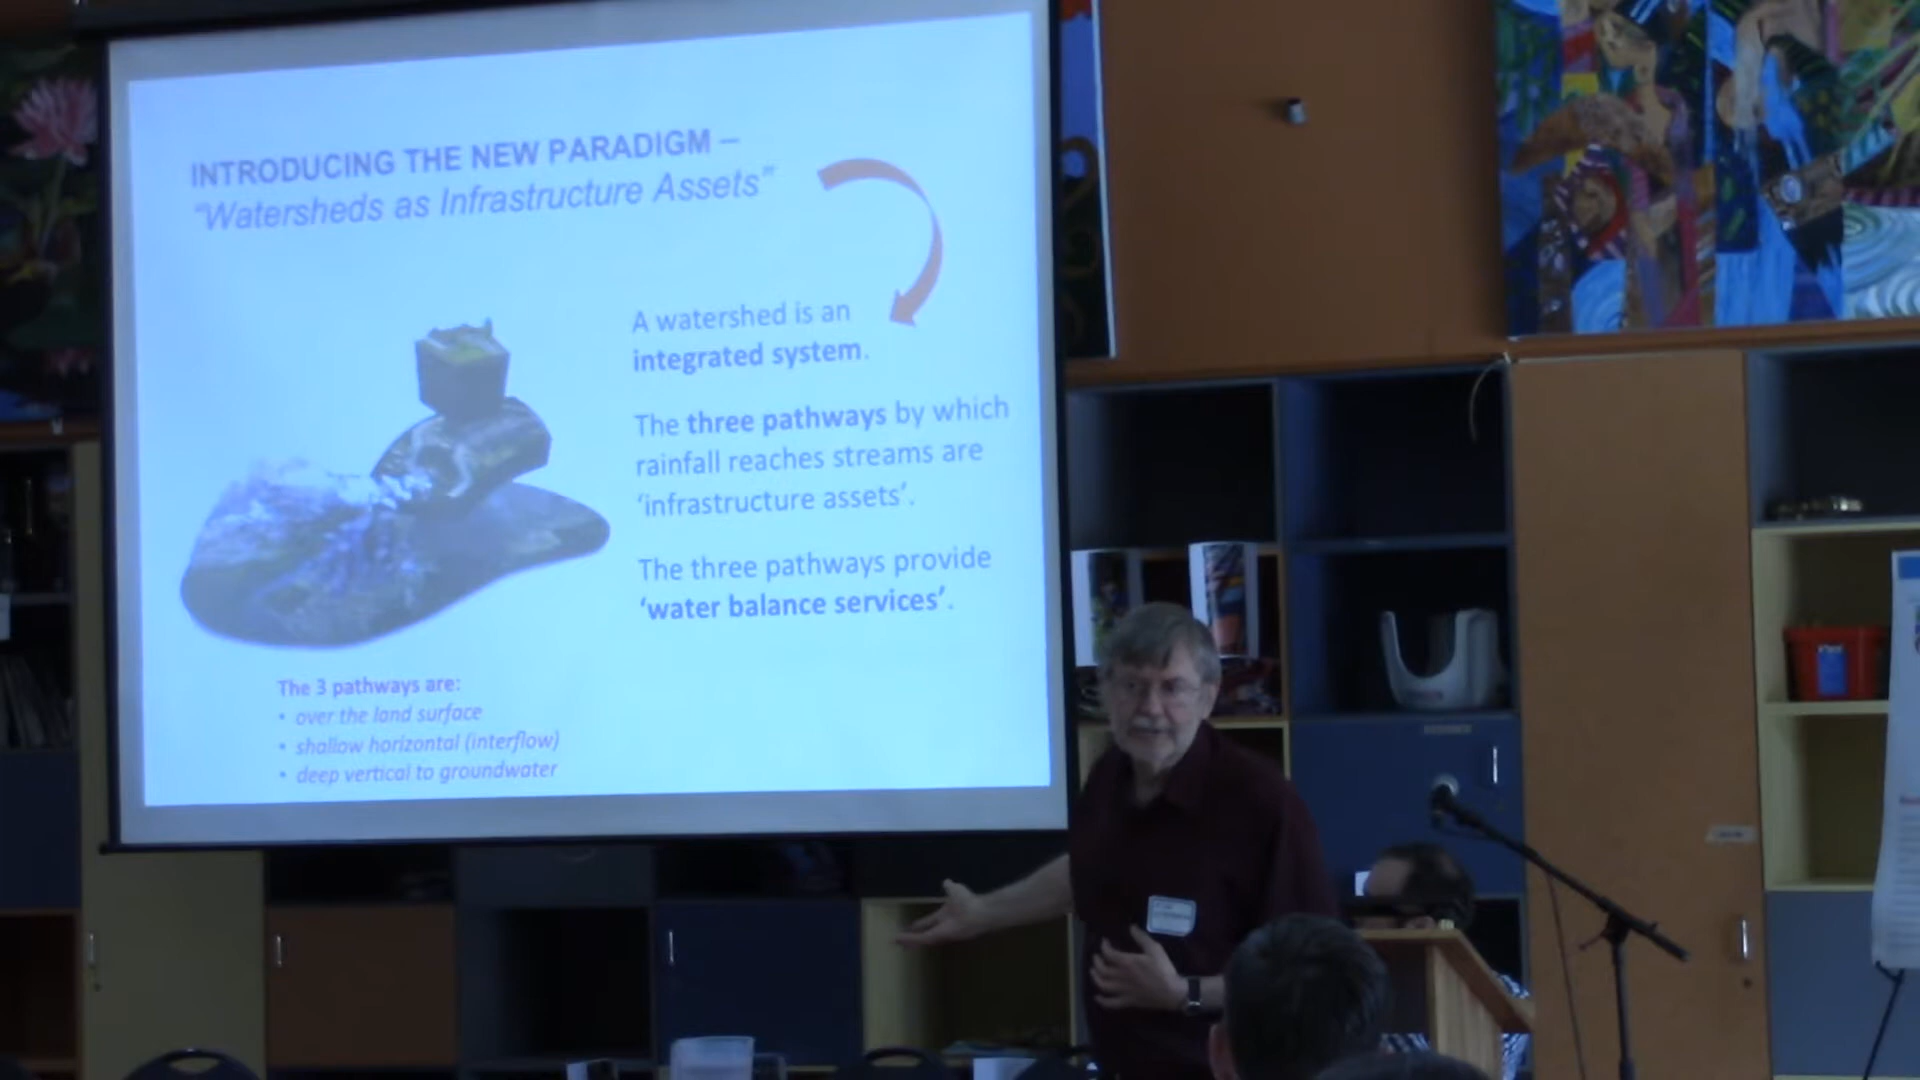 INTRODUCING THE NEW PARADIGM –
“Watersheds as Infrastructure Assets”
A watershed is an
integrated system.
The three pathways by which
rainfall reaches streams are
‘infrastructure assets’.
The three pathways provide
‘water balance services’.
The 3 pathways are:
• over the land surface
• shallow horizontal (interflow)
• deep vertical to groundwater